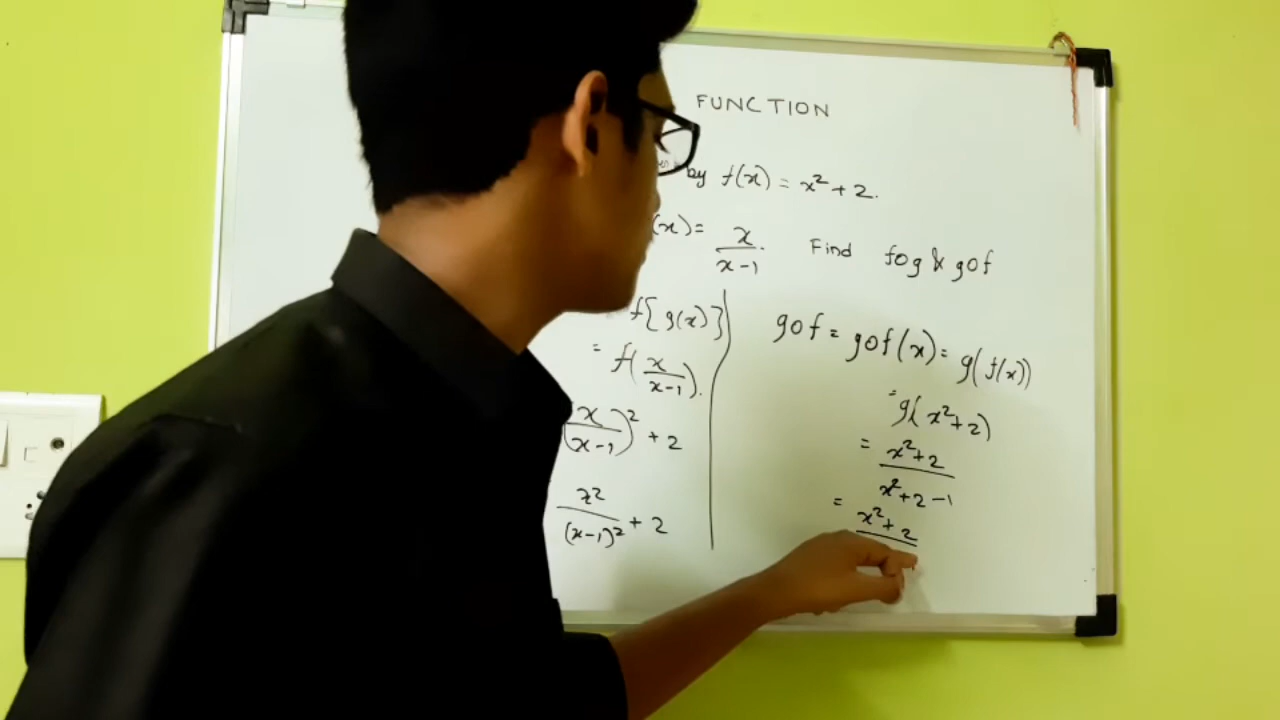 FUNCTION
by f(x) = x² + 2.
(x) = x/(x-1). Find fog & gof
f[g(x)]
= f(x/(x-1)).
(x/(x-1))² + 2
x²/(x-1)² + 2
gof = gof(x) = g(f(x))
= g(x²+2)
= (x²+2)/(x²+2-1)
= x²+2